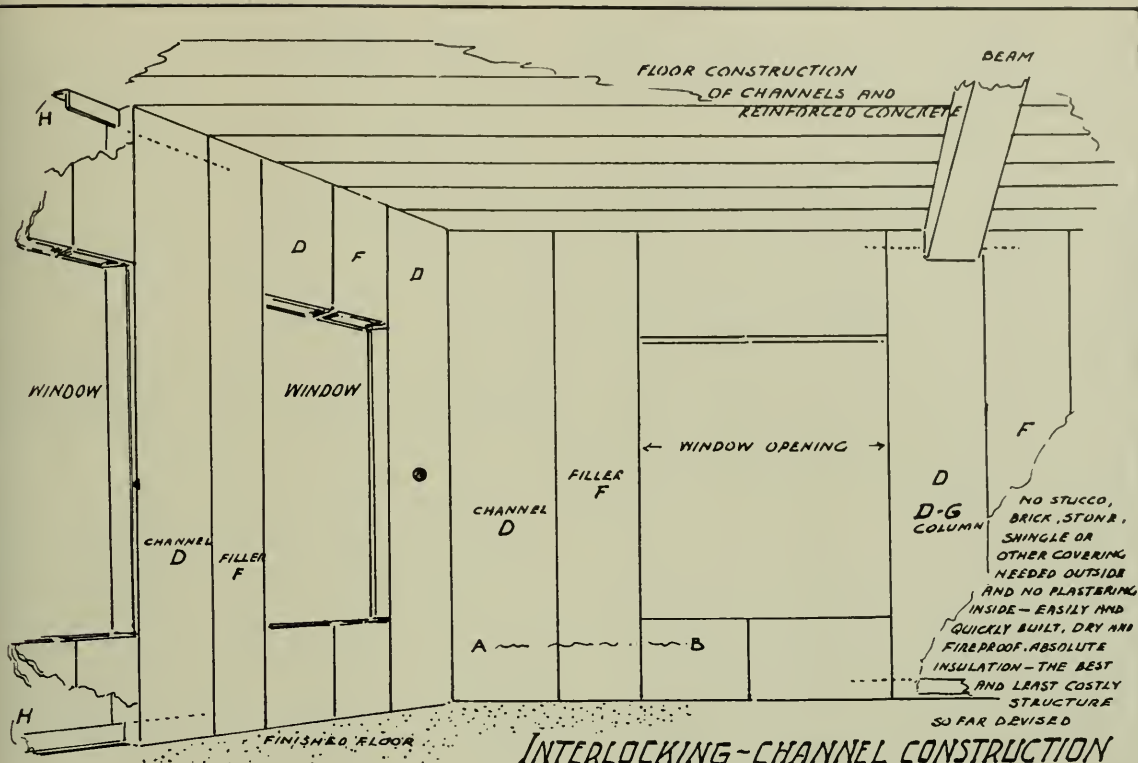 BEAM
FLOOR CONSTRUCTION
OF CHANNELS AND
REINFORCED CONCRETE
H
D
F
D
WINDOW
WINDOW
← WINDOW OPENING →
CHANNEL
D
FILLER
F
CHANNEL
D
FILLER
F
D
D-G
COLUMN
F
NO STUCCO,
BRICK, STONE,
SHINGLE OR
OTHER COVERING
NEEDED OUTSIDE
AND NO PLASTERING
INSIDE — EASILY AND
QUICKLY BUILT, DRY AND
FIREPROOF. ABSOLUTE
INSULATION — THE BEST
AND LEAST COSTLY
STRUCTURE
SO FAR DEVISED
A B
H
FINISHED FLOOR
INTERLOCKING-CHANNEL CONSTRUCTION